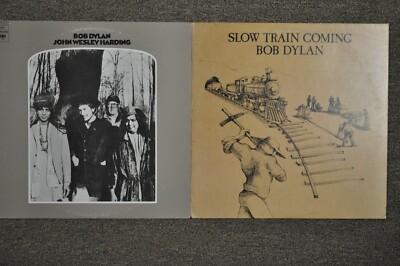 BOB DYLAN
JOHN WESLEY HARDING
SLOW TRAIN COMING
BOB DYLAN